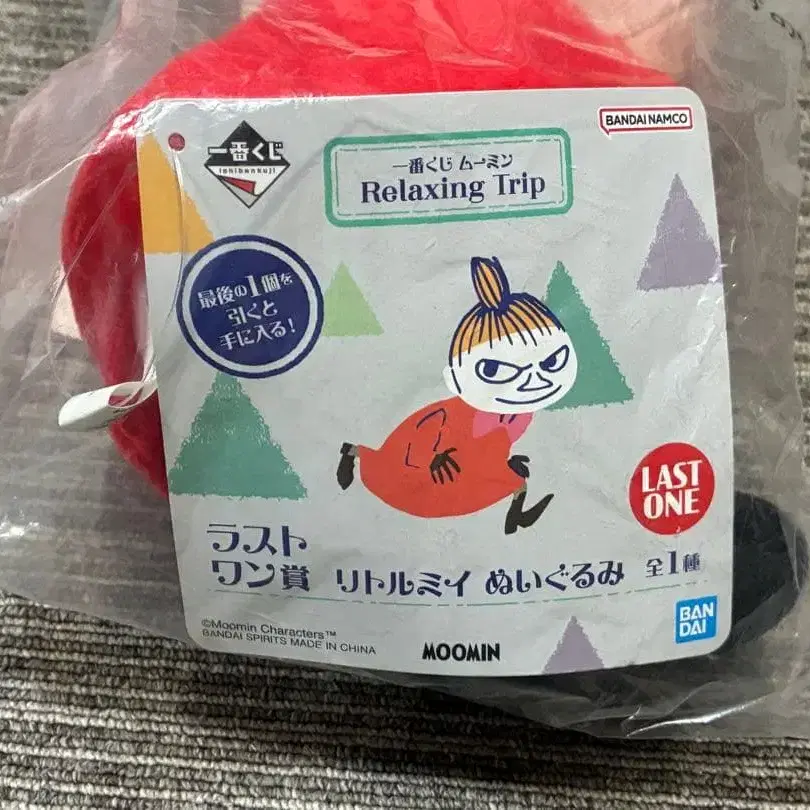 一番くじ
Ichibankuji
BANDAI NAMCO
一番くじ ムーミン
Relaxing Trip
最後の1個を
引くと
手に入る!
LAST
ONE
ラスト
ワン賞
リトルミイ ぬいぐるみ 全1種
©Moomin Characters™
BANDAI SPIRITS MADE IN CHINA
MOOMIN
BAN
DAI